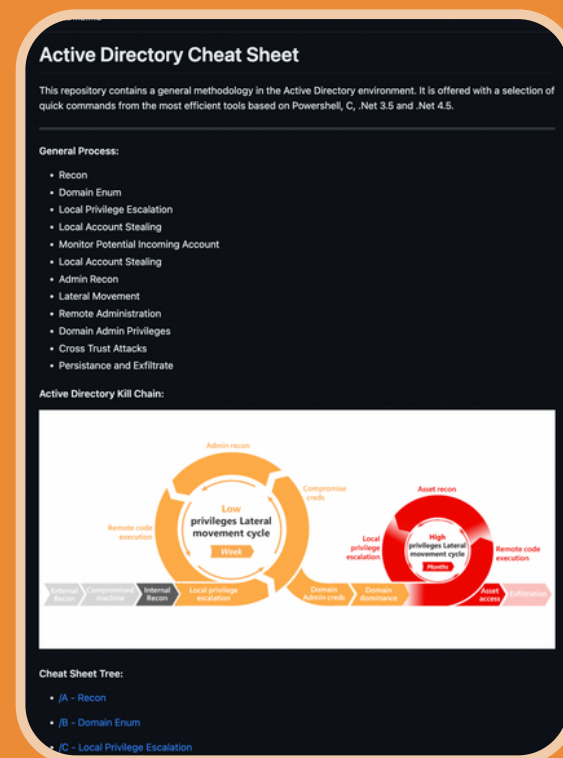 Active Directory Cheat Sheet
This repository contains a general methodology in the Active Directory environment. It is offered with a selection of
quick commands from the most efficient tools based on Powershell, C, .Net 3.5 and .Net 4.5.
General Process:
• Recon
• Domain Enum
• Local Privilege Escalation
• Local Account Stealing
• Monitor Potential Incoming Account
• Local Account Stealing
• Admin Recon
• Lateral Movement
• Remote Administration
• Domain Admin Privileges
• Cross Trust Attacks
• Persistance and Exfiltrate
Active Directory Kill Chain:
Admin recon
Compromise
creds
Remote code
execution
Low
privileges Lateral
movement cycle
Week
Asset recon
Local
privilege
escalation
High
privileges Lateral
movement cycle
Months
Remote code
execution
External
Recon
Compromised
machine
Internal
Recon
Local privilege
escalation
Domain
Admin creds
Domain
dominance
Asset
access
Exfiltration
Cheat Sheet Tree:
• /A - Recon
• /B - Domain Enum
• /C - Local Privilege Escalation